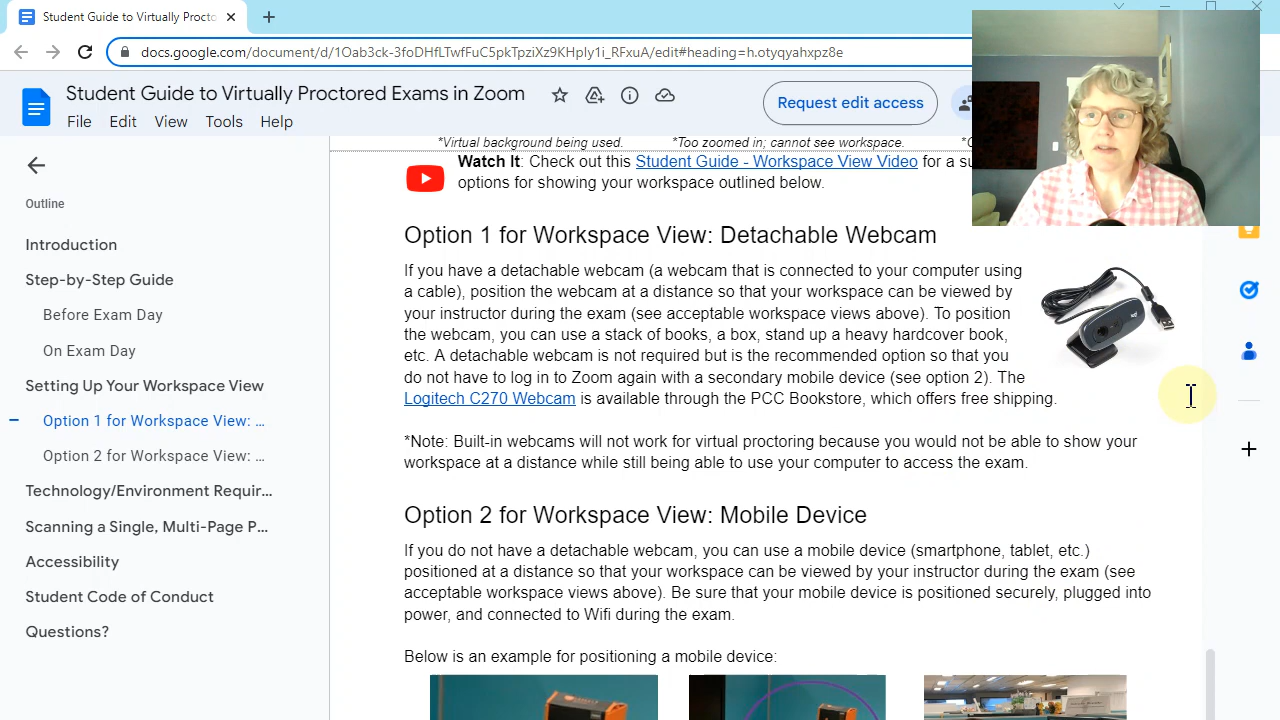 Student Guide to Virtually Procto
docs.google.com/document/d/1Oab3ck-3foDHfLTwfFuC5pkTpziXz9KHply1i_RFxuA/edit#heading=h.otyqyahxpz8e
Student Guide to Virtually Proctored Exams in Zoom
Request edit access
File Edit View Tools Help
Outline
Introduction
Step-by-Step Guide
Before Exam Day
On Exam Day
Setting Up Your Workspace View
Option 1 for Workspace View: ...
Option 2 for Workspace View: ...
Technology/Environment Requir...
Scanning a Single, Multi-Page P...
Accessibility
Student Code of Conduct
Questions?
*Virtual background being used. *Too zoomed in; cannot see workspace.
Watch It: Check out this Student Guide - Workspace View Video for a su
options for showing your workspace outlined below.
Option 1 for Workspace View: Detachable Webcam
If you have a detachable webcam (a webcam that is connected to your computer using
a cable), position the webcam at a distance so that your workspace can be viewed by
your instructor during the exam (see acceptable workspace views above). To position
the webcam, you can use a stack of books, a box, stand up a heavy hardcover book,
etc. A detachable webcam is not required but is the recommended option so that you
do not have to log in to Zoom again with a secondary mobile device (see option 2). The
Logitech C270 Webcam is available through the PCC Bookstore, which offers free shipping.
*Note: Built-in webcams will not work for virtual proctoring because you would not be able to show your
workspace at a distance while still being able to use your computer to access the exam.
Option 2 for Workspace View: Mobile Device
If you do not have a detachable webcam, you can use a mobile device (smartphone, tablet, etc.)
positioned at a distance so that your workspace can be viewed by your instructor during the exam (see
acceptable workspace views above). Be sure that your mobile device is positioned securely, plugged into
power, and connected to Wifi during the exam.
Below is an example for positioning a mobile device: